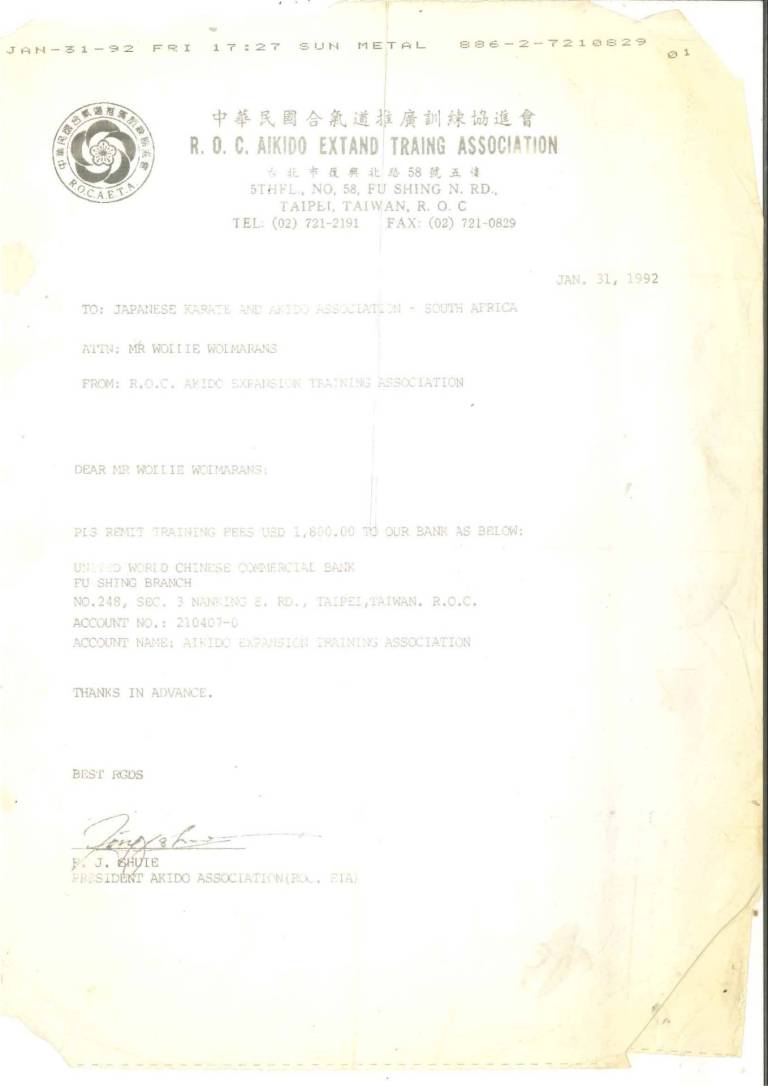 JAN-31-92 FRI 17:27 SUN METAL 886-2-7210829 01
中華民國合氣道推廣訓練協進會
R. O. C. AIKIDO EXTAND TRAING ASSOCIATION
台北市復興北路58號五樓
5THFL., NO, 58, FU SHING N. RD.,
TAIPEI, TAIWAN, R. O. C
TEL: (02) 721-2191 FAX: (02) 721-0829
R.O.C.A.E.T.A
JAN. 31, 1992
TO: JAPANESE KARATE AND AKIDO ASSOCIATION - SOUTH AFRICA
ATTN: MR WOLLIE WOLMARANS
FROM: R.O.C. AKIDO EXPANSION TRAINING ASSOCIATION
DEAR MR WOLLIE WOLMARANS:
PLS REMIT TRAINING FEES USD 1,800.00 TO OUR BANK AS BELOW:
UNITED WORLD CHINESE COMMERCIAL BANK
FU SHING BRANCH
NO.248, SEC. 3 NANKING E. RD., TAIPEI,TAIWAN. R.O.C.
ACCOUNT NO.: 210407-0
ACCOUNT NAME: AIKIDO EXPANSION TRAINING ASSOCIATION
THANKS IN ADVANCE.
BEST RGDS
J. SHUIE
PRESIDENT AKIDO ASSOCIATION